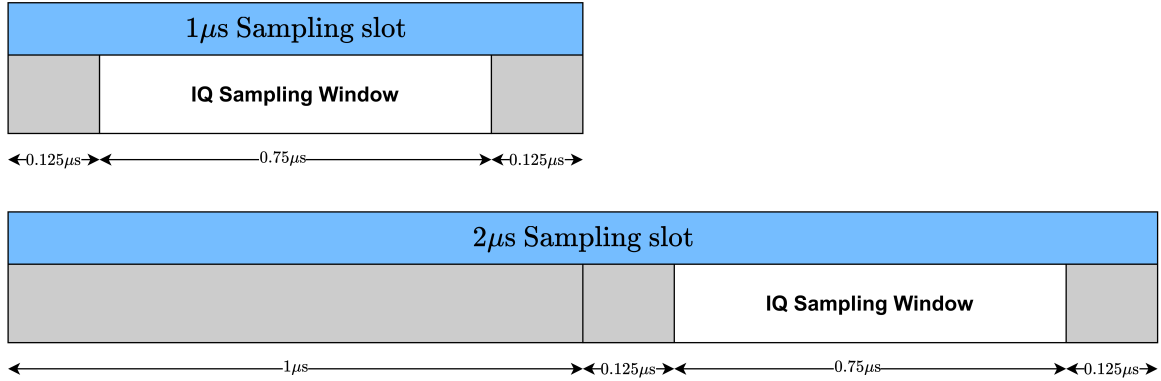 1μs Sampling slot
IQ Sampling Window
0.125μs 0.75μs 0.125μs
2μs Sampling slot
IQ Sampling Window
1μs 0.125μs 0.75μs 0.125μs